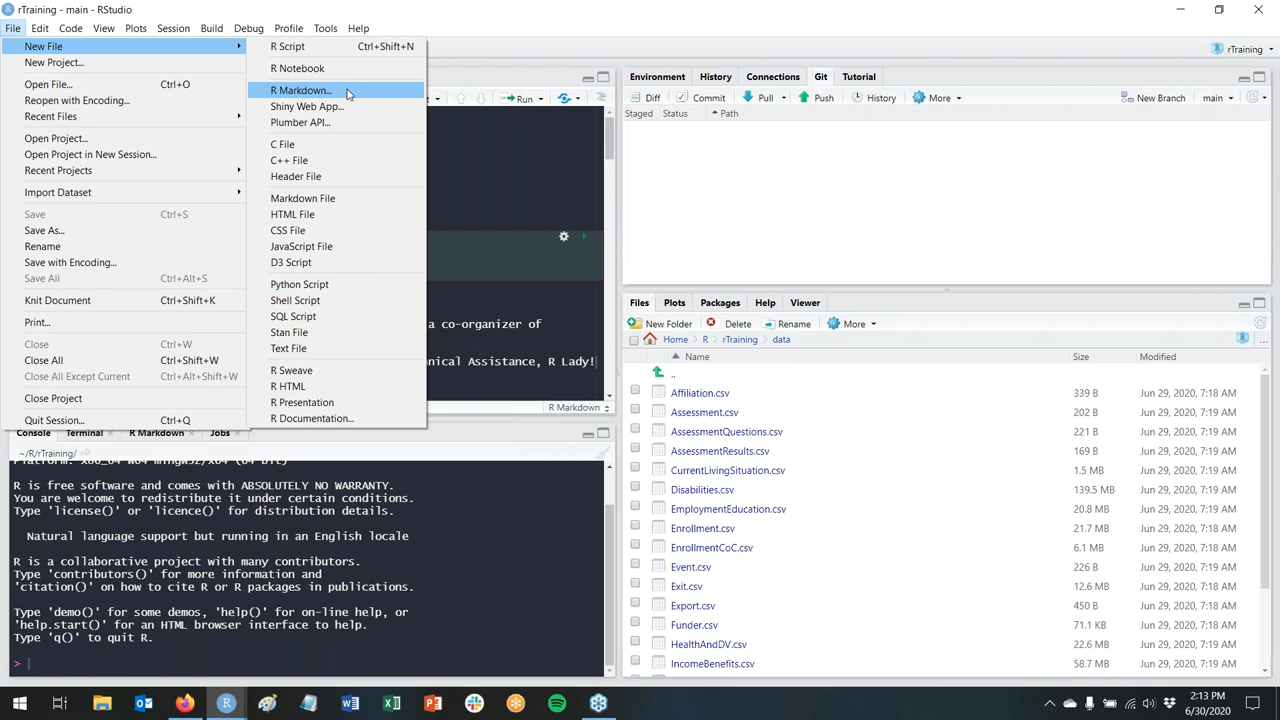 rTraining - main - RStudio
File Edit Code View Plots Session Build Debug Profile Tools Help
rTraining
New File
New Project...
Open File... Ctrl+O
Reopen with Encoding...
Recent Files
Open Project...
Open Project in New Session...
Recent Projects
Import Dataset
Save Ctrl+S
Save As...
Rename
Save with Encoding...
Save All Ctrl+Alt+S
Knit Document Ctrl+Shift+K
Print...
Close Ctrl+W
Close All Ctrl+Shift+W
Close All Except Current Ctrl+Alt+Shift+W
Close Project
Quit Session... Ctrl+Q
R Script Ctrl+Shift+N
R Notebook
R Markdown...
Shiny Web App...
Plumber API...
C File
C++ File
Header File
Markdown File
HTML File
CSS File
JavaScript File
D3 Script
Python Script
Shell Script
SQL Script
Stan File
Text File
R Sweave
R HTML
R Presentation
R Documentation...
Run
a co-organizer of
nical Assistance, R Lady!
R Markdown
Console Terminal R Markdown Jobs
~/R/rTraining/
R is free software and comes with ABSOLUTELY NO WARRANTY.
You are welcome to redistribute it under certain conditions.
Type 'license()' or 'licence()' for distribution details.
Natural language support but running in an English locale
R is a collaborative project with many contributors.
Type 'contributors()' for more information and
'citation()' on how to cite R or R packages in publications.
Type 'demo()' for some demos, 'help()' for on-line help, or
'help.start()' for an HTML browser interface to help.
Type 'q()' to quit R.
>
Environment History Connections Git Tutorial
Diff Commit Pull Push History More New Branch main
Staged Status Path
Files Plots Packages Help Viewer
New Folder Delete Rename More
Home R rTraining data
Name Size Modified
..
Affiliation.csv 339 B Jun 29, 2020, 7:18 AM
Assessment.csv 202 B Jun 29, 2020, 7:18 AM
AssessmentQuestions.csv 221 B Jun 29, 2020, 7:18 AM
AssessmentResults.csv 169 B Jun 29, 2020, 7:19 AM
CurrentLivingSituation.csv 1.5 MB Jun 29, 2020, 7:19 AM
Disabilities.csv 139.5 MB Jun 29, 2020, 7:19 AM
EmploymentEducation.csv 20.8 MB Jun 29, 2020, 7:19 AM
Enrollment.csv 21.7 MB Jun 29, 2020, 7:19 AM
EnrollmentCoC.csv 6.1 MB Jun 29, 2020, 7:19 AM
Event.csv 226 B Jun 29, 2020, 7:19 AM
Exit.csv 12.6 MB Jun 29, 2020, 7:19 AM
Export.csv 450 B Jun 29, 2020, 7:19 AM
Funder.csv 71.1 KB Jun 29, 2020, 7:19 AM
HealthAndDV.csv 22.6 MB Jun 29, 2020, 7:19 AM
IncomeBenefits.csv 58.7 MB Jun 29, 2020, 7:19 AM
2:13 PM
6/30/2020